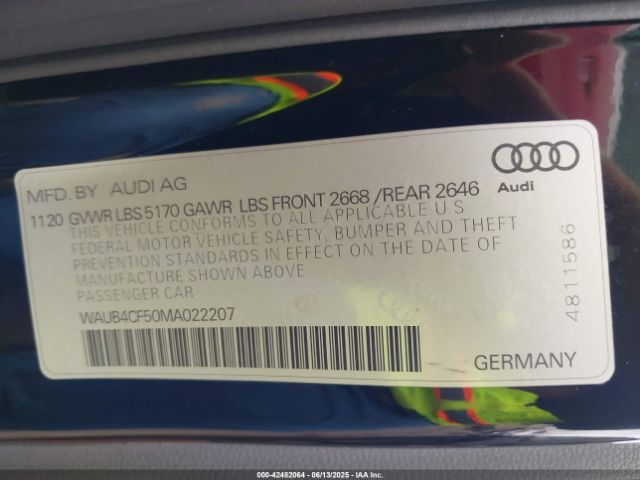 MFD. BY AUDI AG
Audi
1120 GVWR LBS 5170 GAWR LBS FRONT 2668 /REAR 2646
THIS VEHICLE CONFORMS TO ALL APPLICABLE U.S
FEDERAL MOTOR VEHICLE SAFETY, BUMPER AND THEFT
PREVENTION STANDARDS IN EFFECT ON THE DATE OF
MANUFACTURE SHOWN ABOVE
PASSENGER CAR
WAUB4CF50MA022207
4811586
GERMANY
000-42482064 - 06/13/2025 - IAAI.com